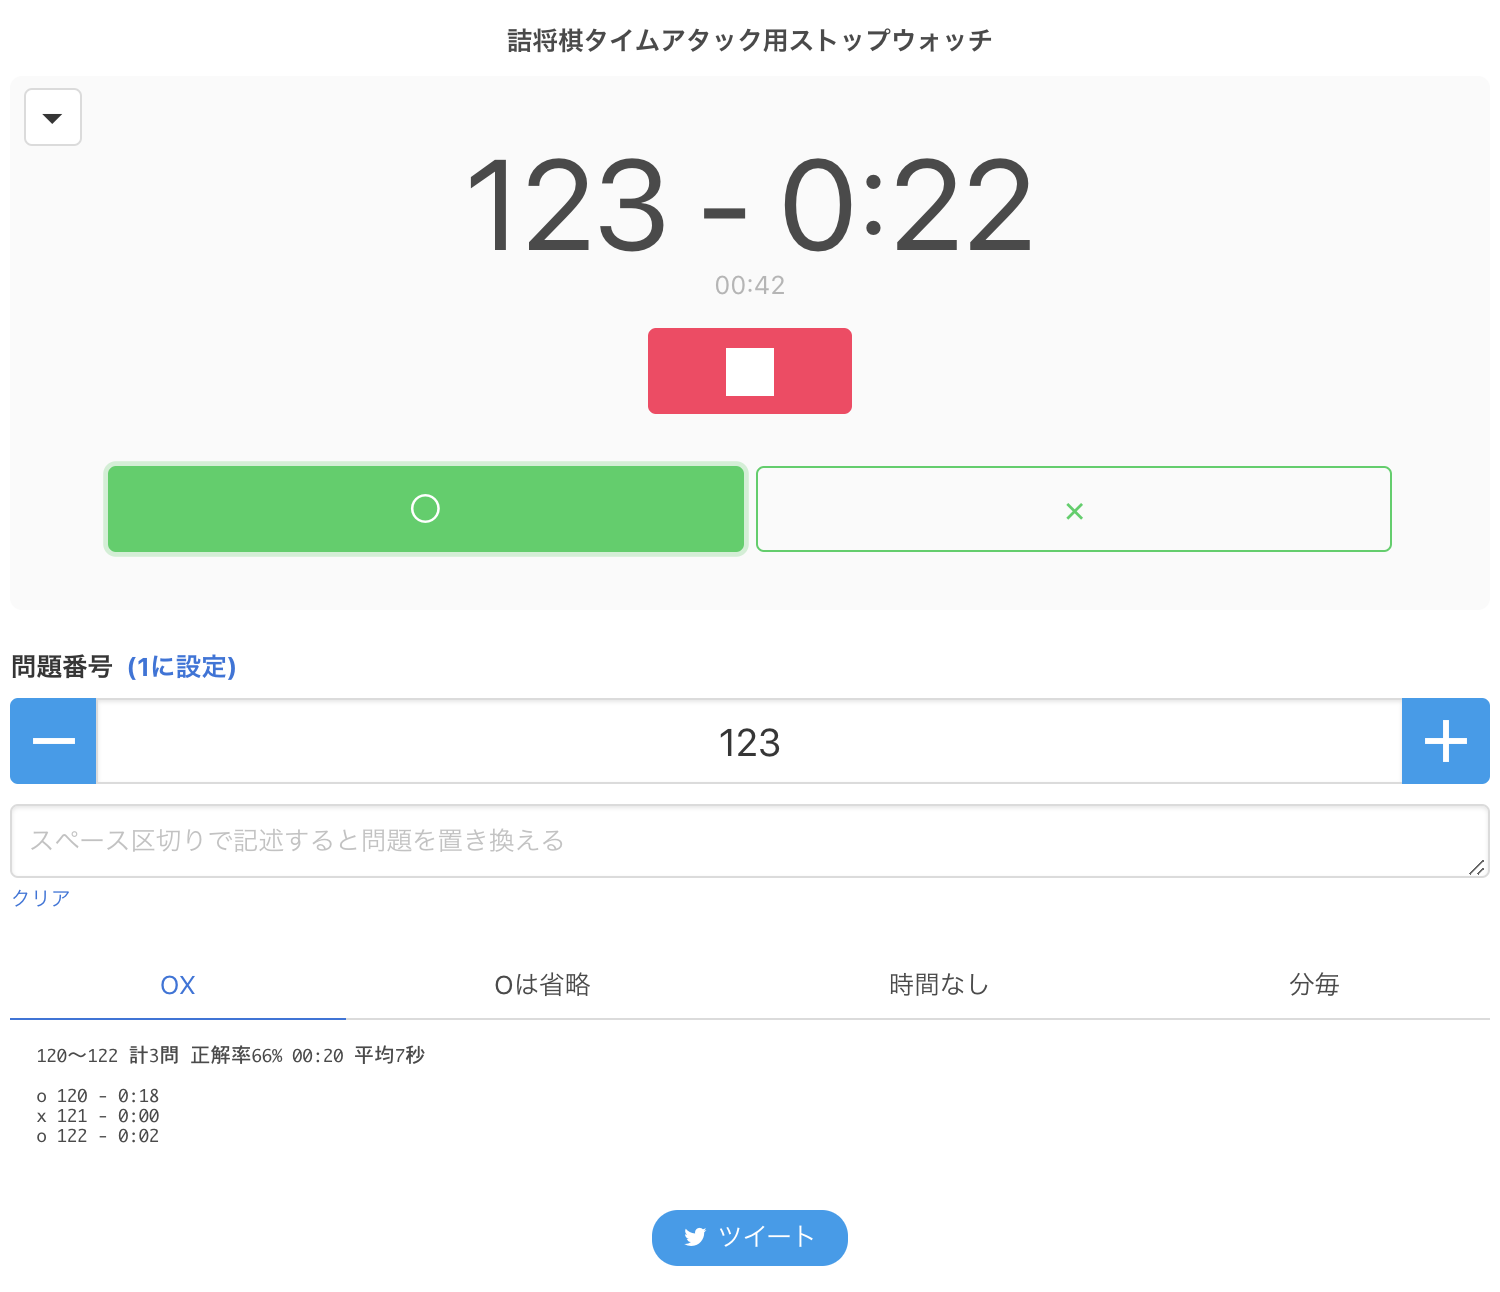 詰将棋タイムアタック用ストップウォッチ
123 - 0:22
00:42
○
×
問題番号 (1に設定)
123
スペース区切りで記述すると問題を置き換える
クリア
OX Oは省略 時間なし 分毎
120〜122 計3問 正解率66% 00:20 平均7秒
o 120 - 0:18
x 121 - 0:00
o 122 - 0:02
ツイート